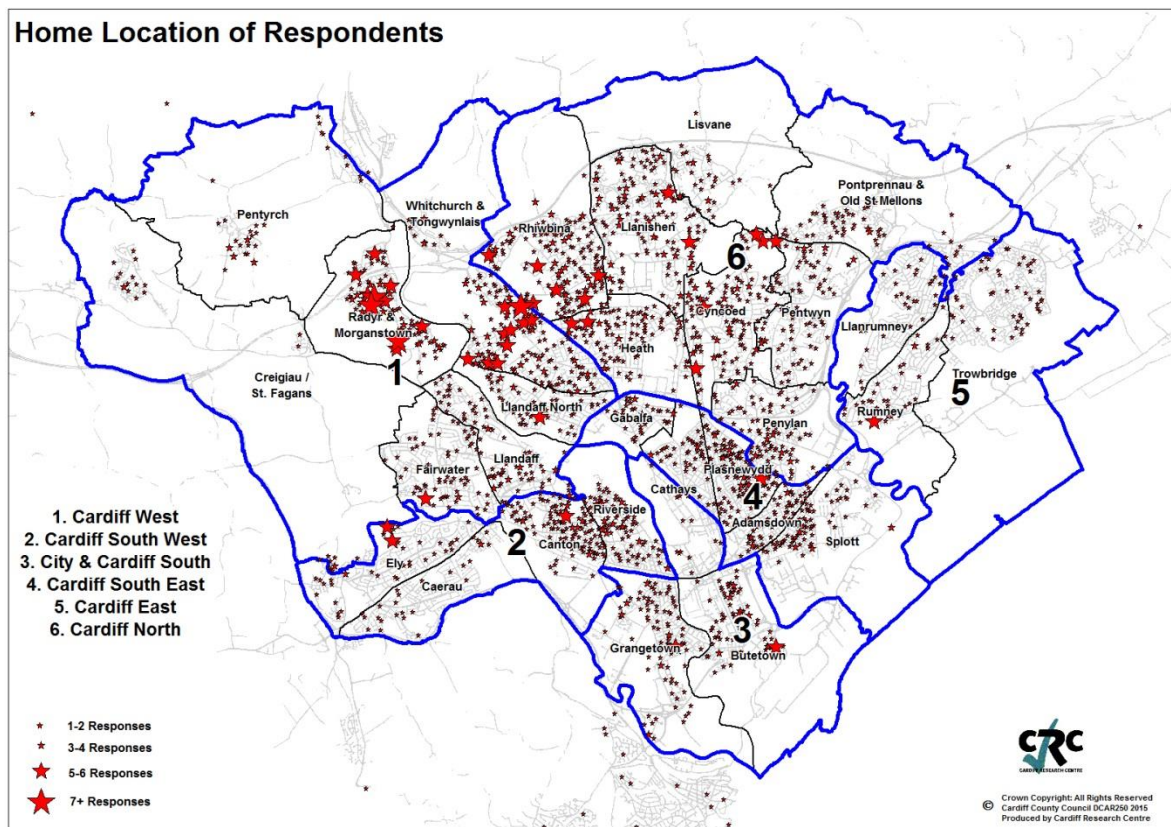 Home Location of Respondents
Lisvane
Pontprennau &
Old St Mellons
Whitchurch &
Tongwynlais
Pentyrch
Rhiwbina
Llanishen
6
Cyncoed
Pentwyn
Llanrumney
Radyr &
Morganstown
Heath
1
Creigiau /
St. Fagans
Trowbridge
5
Rumney
Llandaff North
Gabalfa
Penylan
Llandaff
Fairwater
Plasnewydd
Cathays
4
Riverside
Adamsdown
Splott
2
Canton
Ely
Caerau
3
Grangetown
Butetown
1. Cardiff West
2. Cardiff South West
3. City & Cardiff South
4. Cardiff South East
5. Cardiff East
6. Cardiff North
1-2 Responses
3-4 Responses
5-6 Responses
7+ Responses
CRC
CARDIFF RESEARCH CENTRE
© Crown Copyright: All Rights Reserved
Cardiff County Council DCAR250 2015
Produced by Cardiff Research Centre